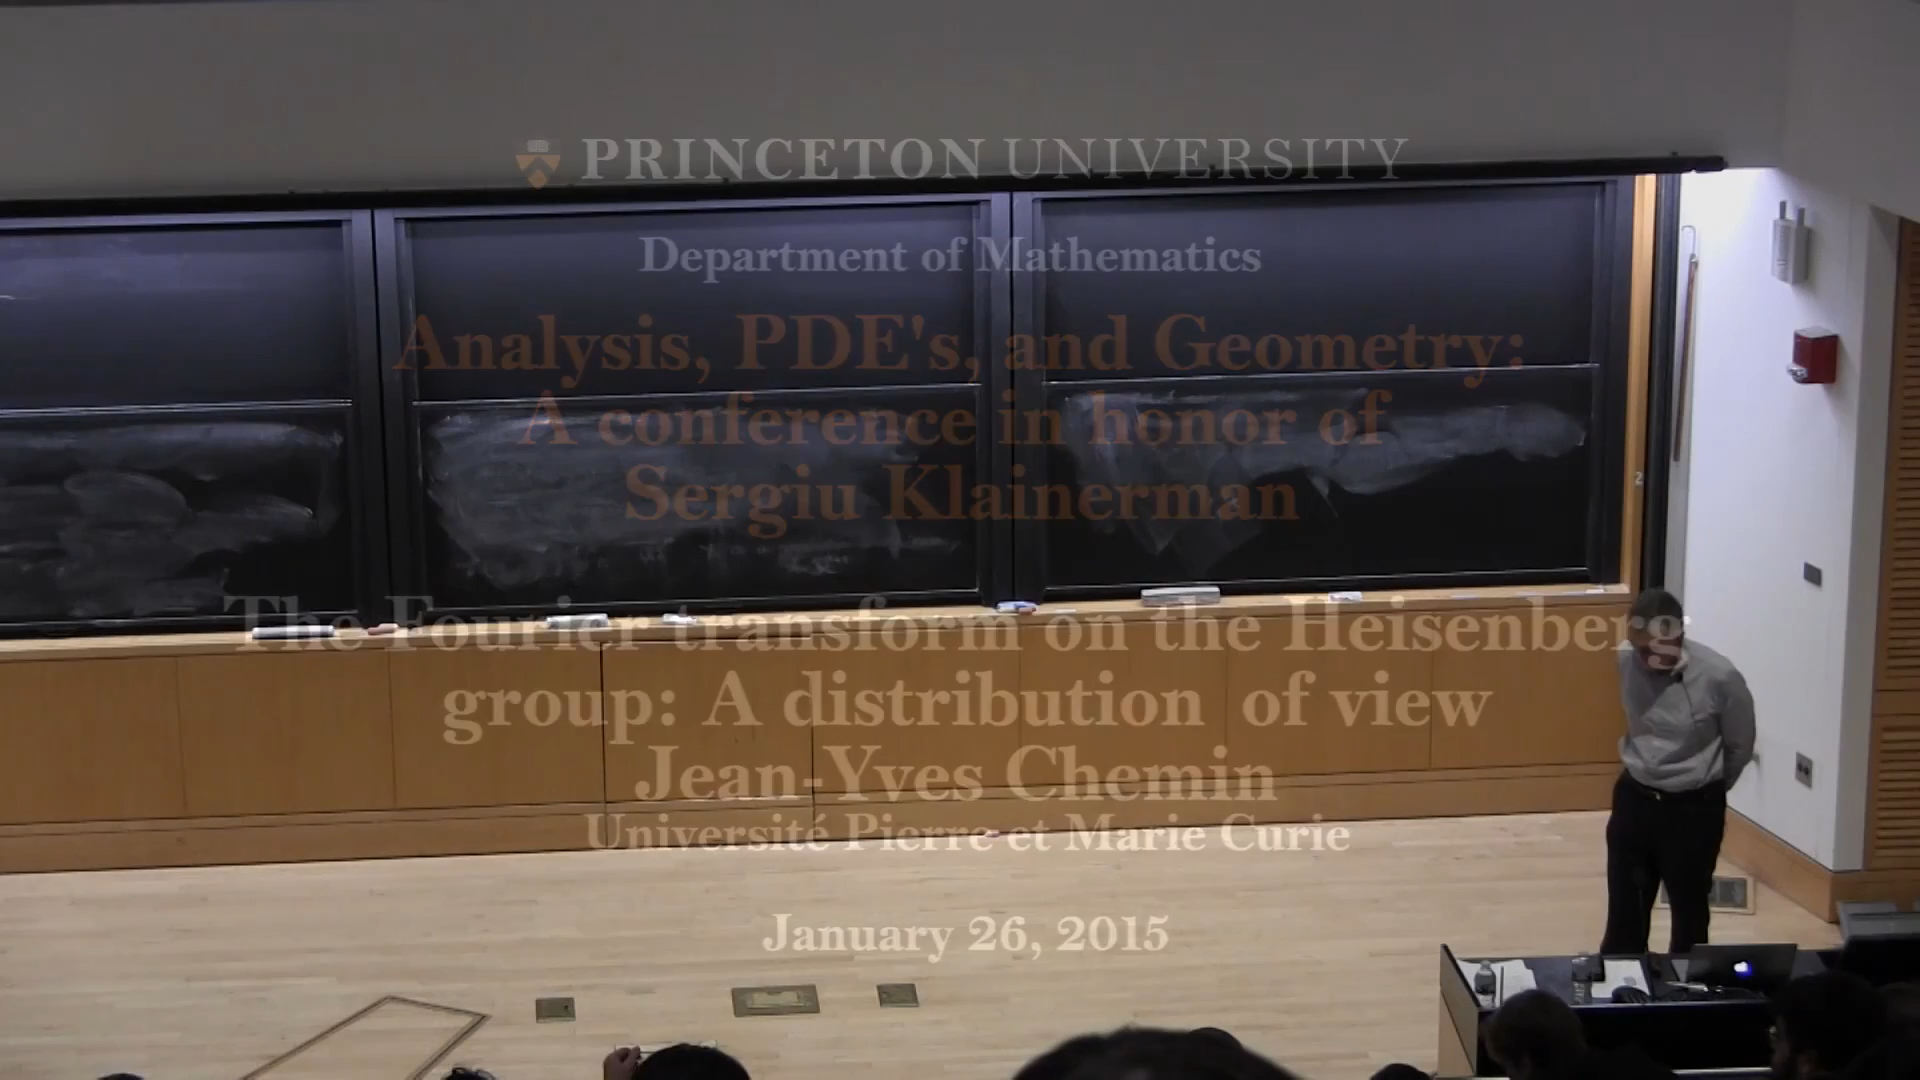 PRINCETON UNIVERSITY
Department of Mathematics
Analysis, PDE's, and Geometry:
A conference in honor of
Sergiu Klainerman
The Fourier transform on the Heisenberg
group: A distribution of view
Jean-Yves Chemin
Université Pierre et Marie Curie
January 26, 2015
2